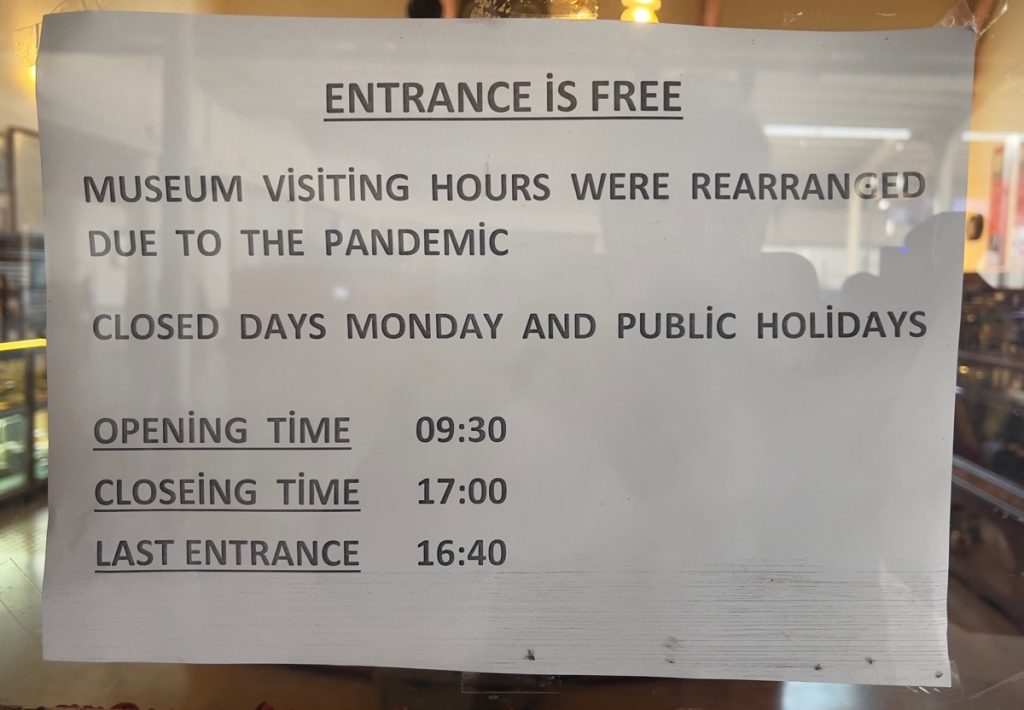 ENTRANCE İS FREE
MUSEUM VİSİTİNG HOURS WERE REARRANGED
DUE TO THE PANDEMİC
CLOSED DAYS MONDAY AND PUBLİC HOLİDAYS
OPENİNG TİME 09:30
CLOSEİNG TİME 17:00
LAST ENTRANCE 16:40